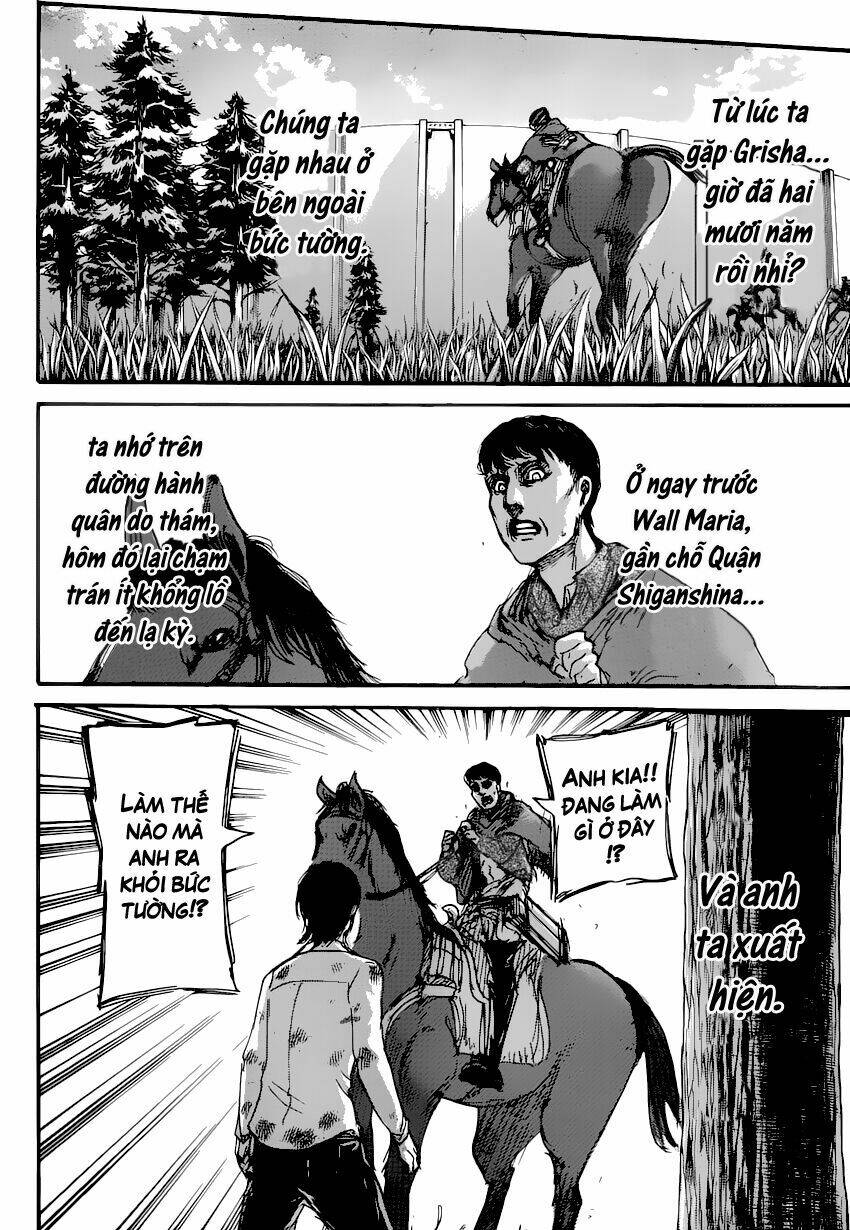 Từ lúc ta
gặp Grisha...
giờ đã hai
mươi năm
rồi nhỉ?
Chúng ta
gặp nhau ở
bên ngoài
bức tường.
Ở ngay trước
Wall Maria,
gần chỗ Quận
Shiganshina...
ta nhớ trên
đường hành
quân do thám,
hôm đó lại chạm
trán ít khổng lồ
đến lạ kỳ.
Và anh
ta xuất
hiện.
ANH KIA!!
ĐANG LÀM
GÌ Ở ĐÂY
!?
LÀM THẾ
NÀO MÀ
ANH RA
KHỎI BỨC
TƯỜNG!?